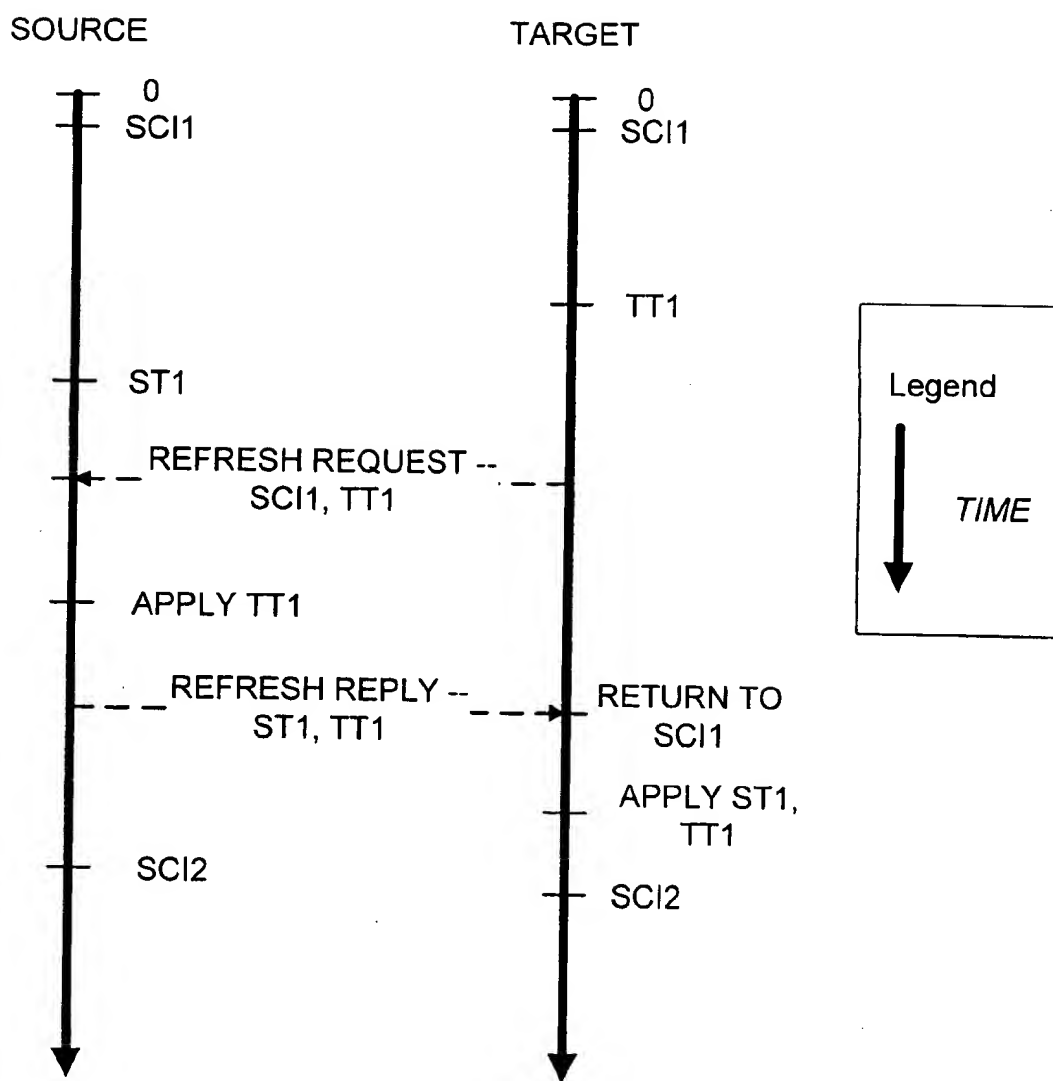 SOURCE
TARGET
0
SCI1
0
SCI1
TT1
ST1
Legend
TIME
REFRESH REQUEST --
SCI1, TT1
APPLY TT1
REFRESH REPLY --
ST1, TT1
RETURN TO
SCI1
APPLY ST1,
TT1
SCI2
SCI2